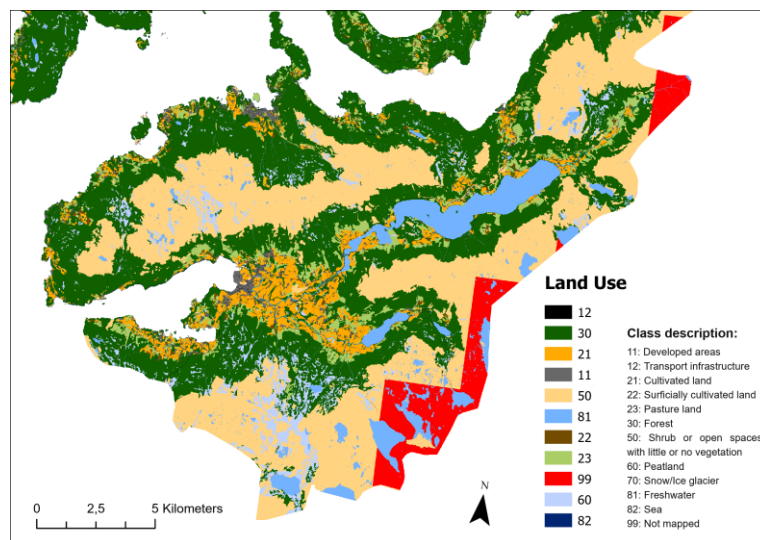 Land Use
12
30
21
11
50
81
22
23
99
60
82
Class description:
11: Developed areas
12: Transport infrastructure
21: Cultivated land
22: Surficially cultivated land
23: Pasture land
30: Forest
50: Shrub or open spaces
with little or no vegetation
60: Peatland
70: Snow/Ice glacier
81: Freshwater
82: Sea
99: Not mapped
N
0 2,5 5 Kilometers